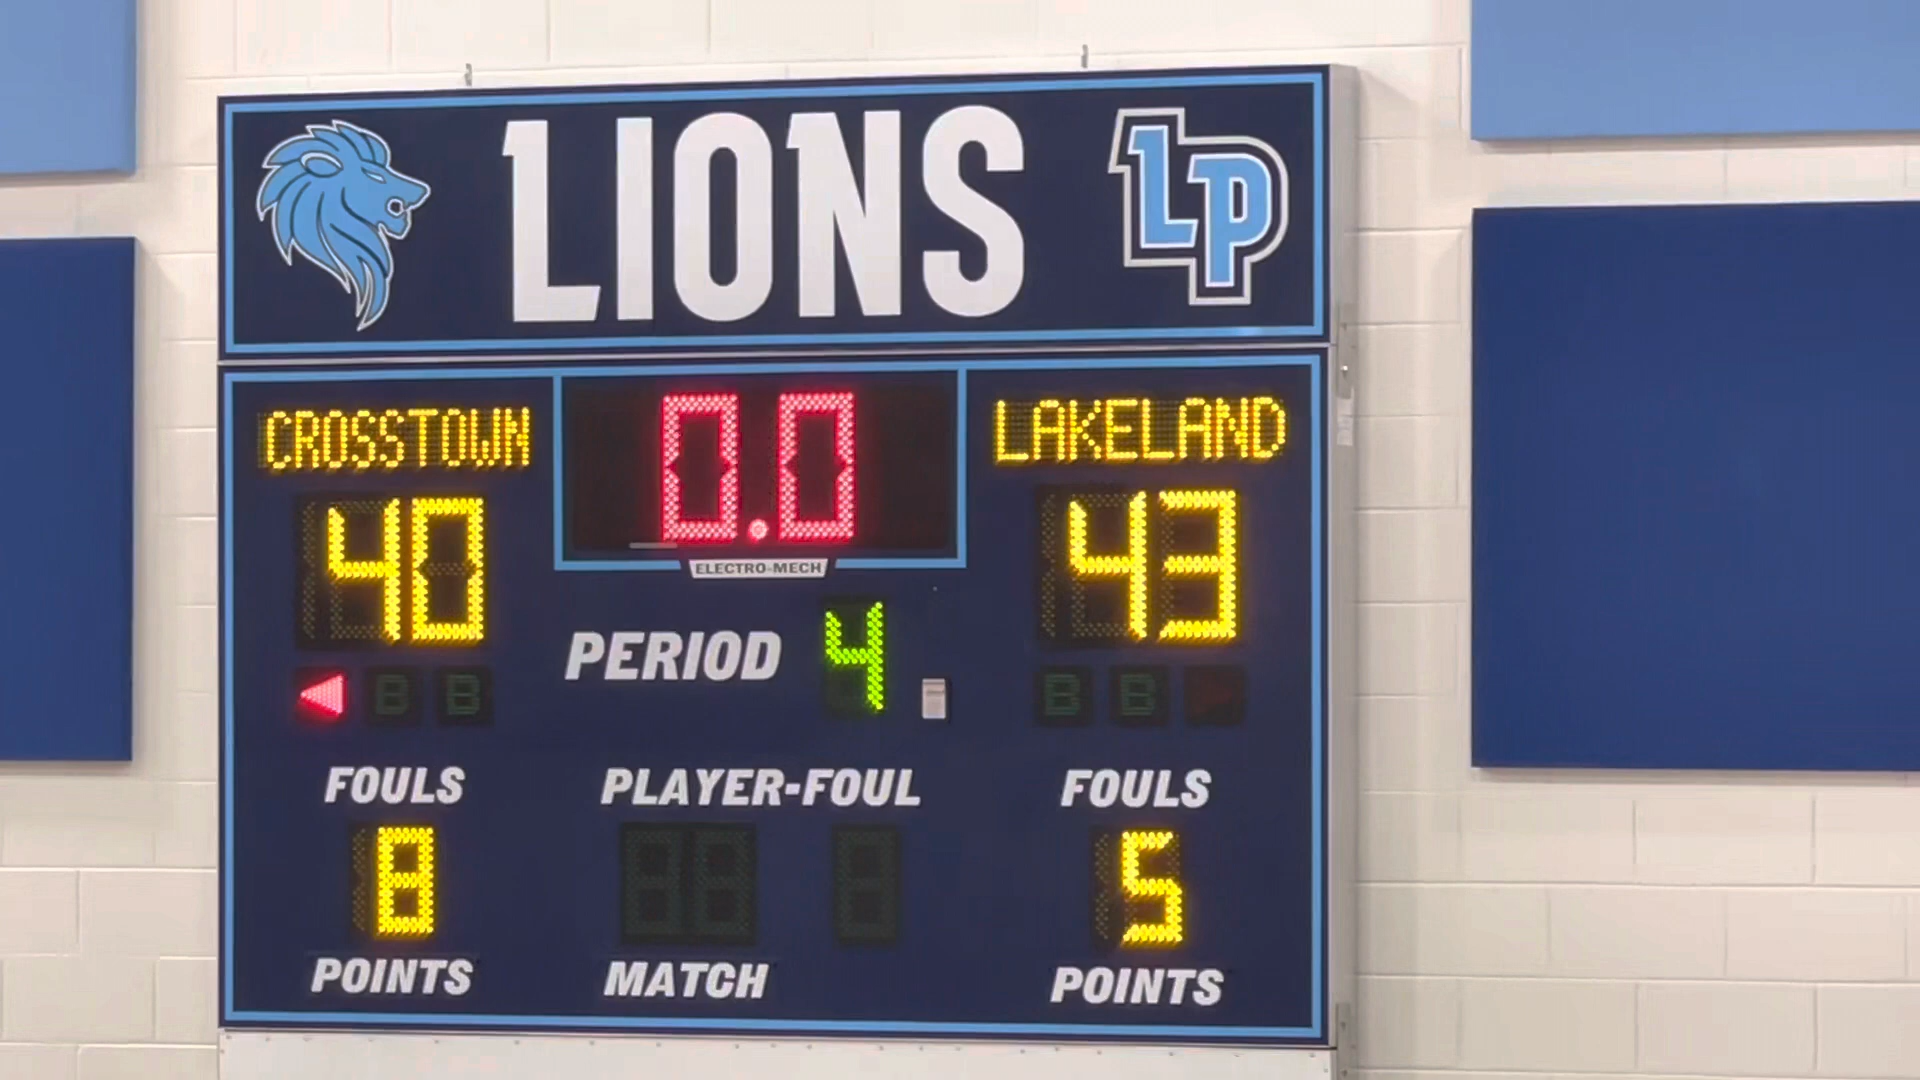 LIONS LP
CROSSTOWN 0.0 LAKELAND
40 43
ELECTRO-MECH
PERIOD 4
B B B B
FOULS PLAYER-FOUL FOULS
8 5
POINTS MATCH POINTS